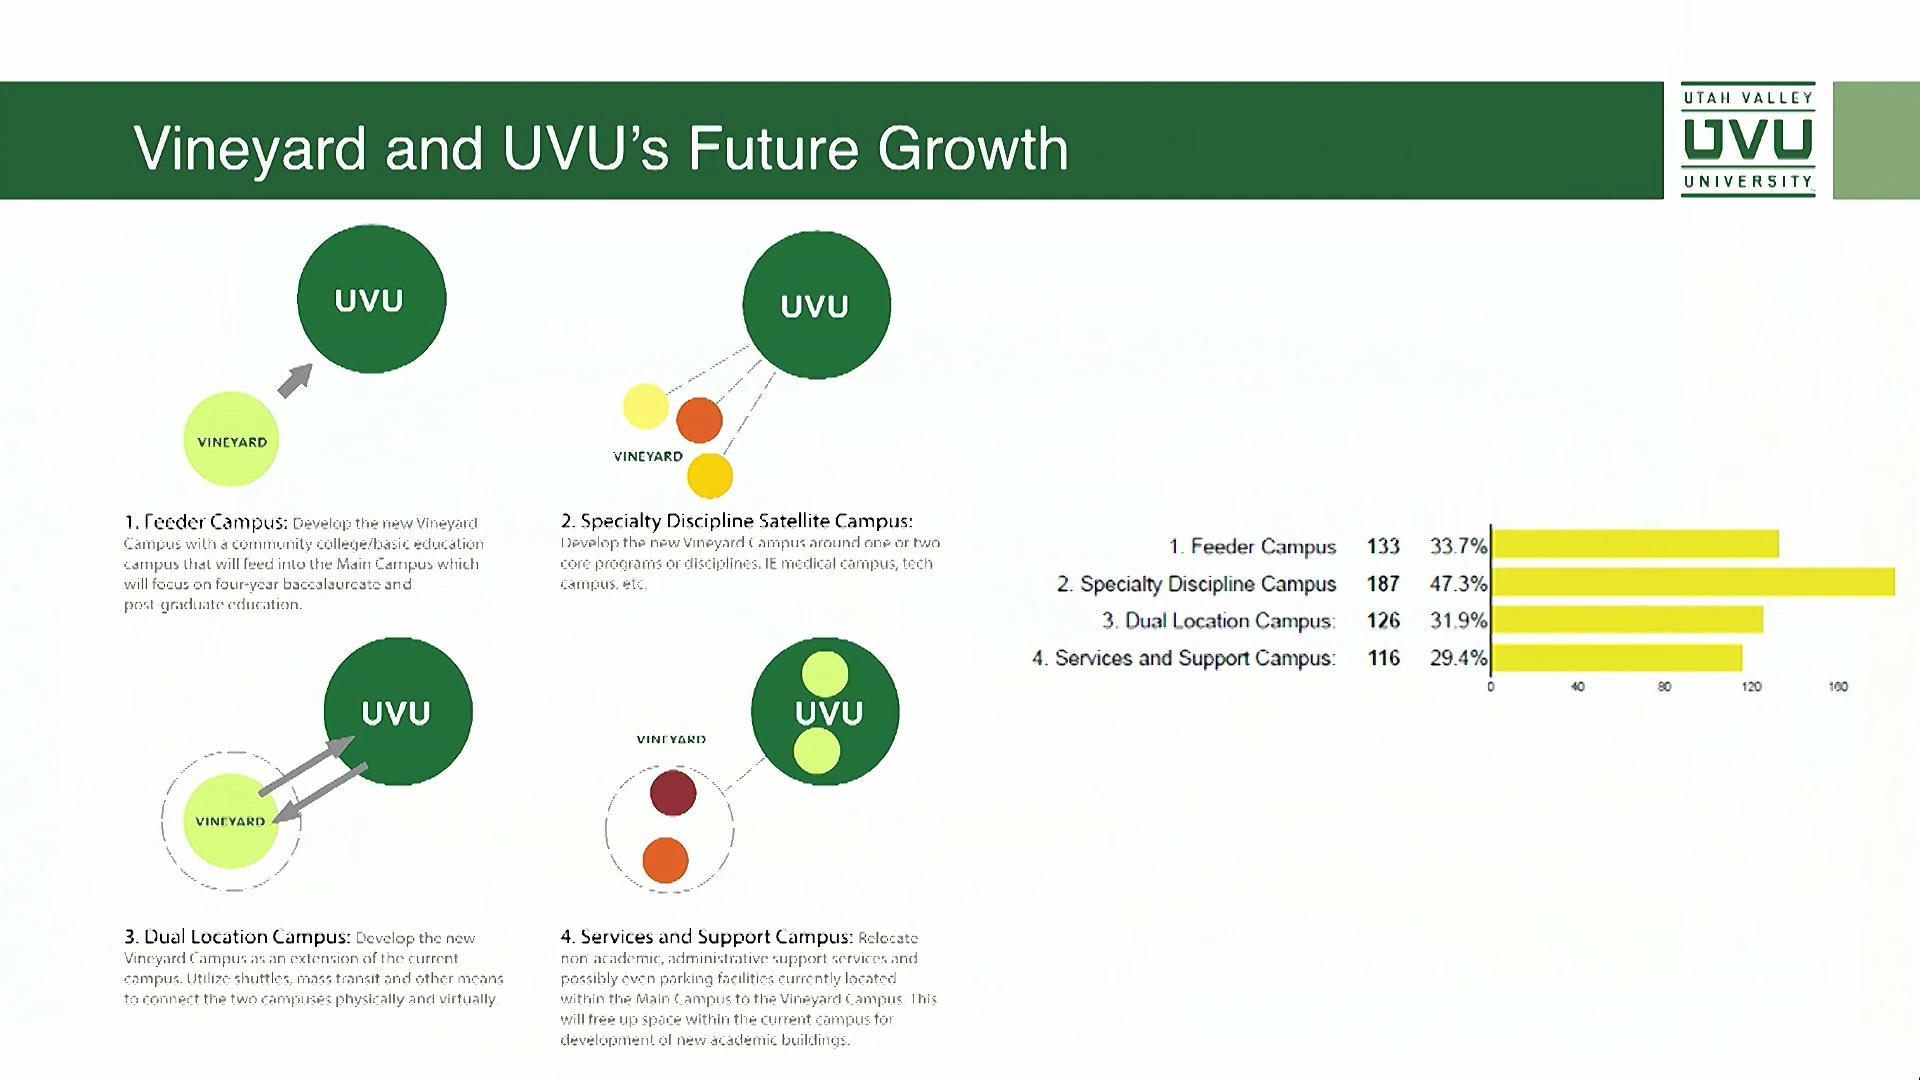 Vineyard and UVU's Future Growth
UTAH VALLEY
UVU
UNIVERSITY
UVU
VINEYARD
1. Feeder Campus: Develop the new Vineyard
Campus with a community college/basic education
campus that will feed into the Main Campus which
will focus on four-year baccalaureate and
post-graduate education.
UVU
VINEYARD
2. Specialty Discipline Satellite Campus:
Develop the new Vineyard Campus around one or two
core programs or disciplines. IE medical campus, tech
campus, etc.
UVU
VINEYARD
3. Dual Location Campus: Develop the new
Vineyard Campus as an extension of the current
campus. Utilize shuttles, mass transit and other means
to connect the two campuses physically and virtually
UVU
VINEYARD
4. Services and Support Campus: Relocate
non-academic, administrative support services and
possibly even parking facilities currently located
within the Main Campus to the Vineyard Campus. This
will free up space within the current campus for
development of new academic buildings.
1. Feeder Campus 133 33.7%
2. Specialty Discipline Campus 187 47.3%
3. Dual Location Campus: 126 31.9%
4. Services and Support Campus: 116 29.4%
0 40 80 120 160